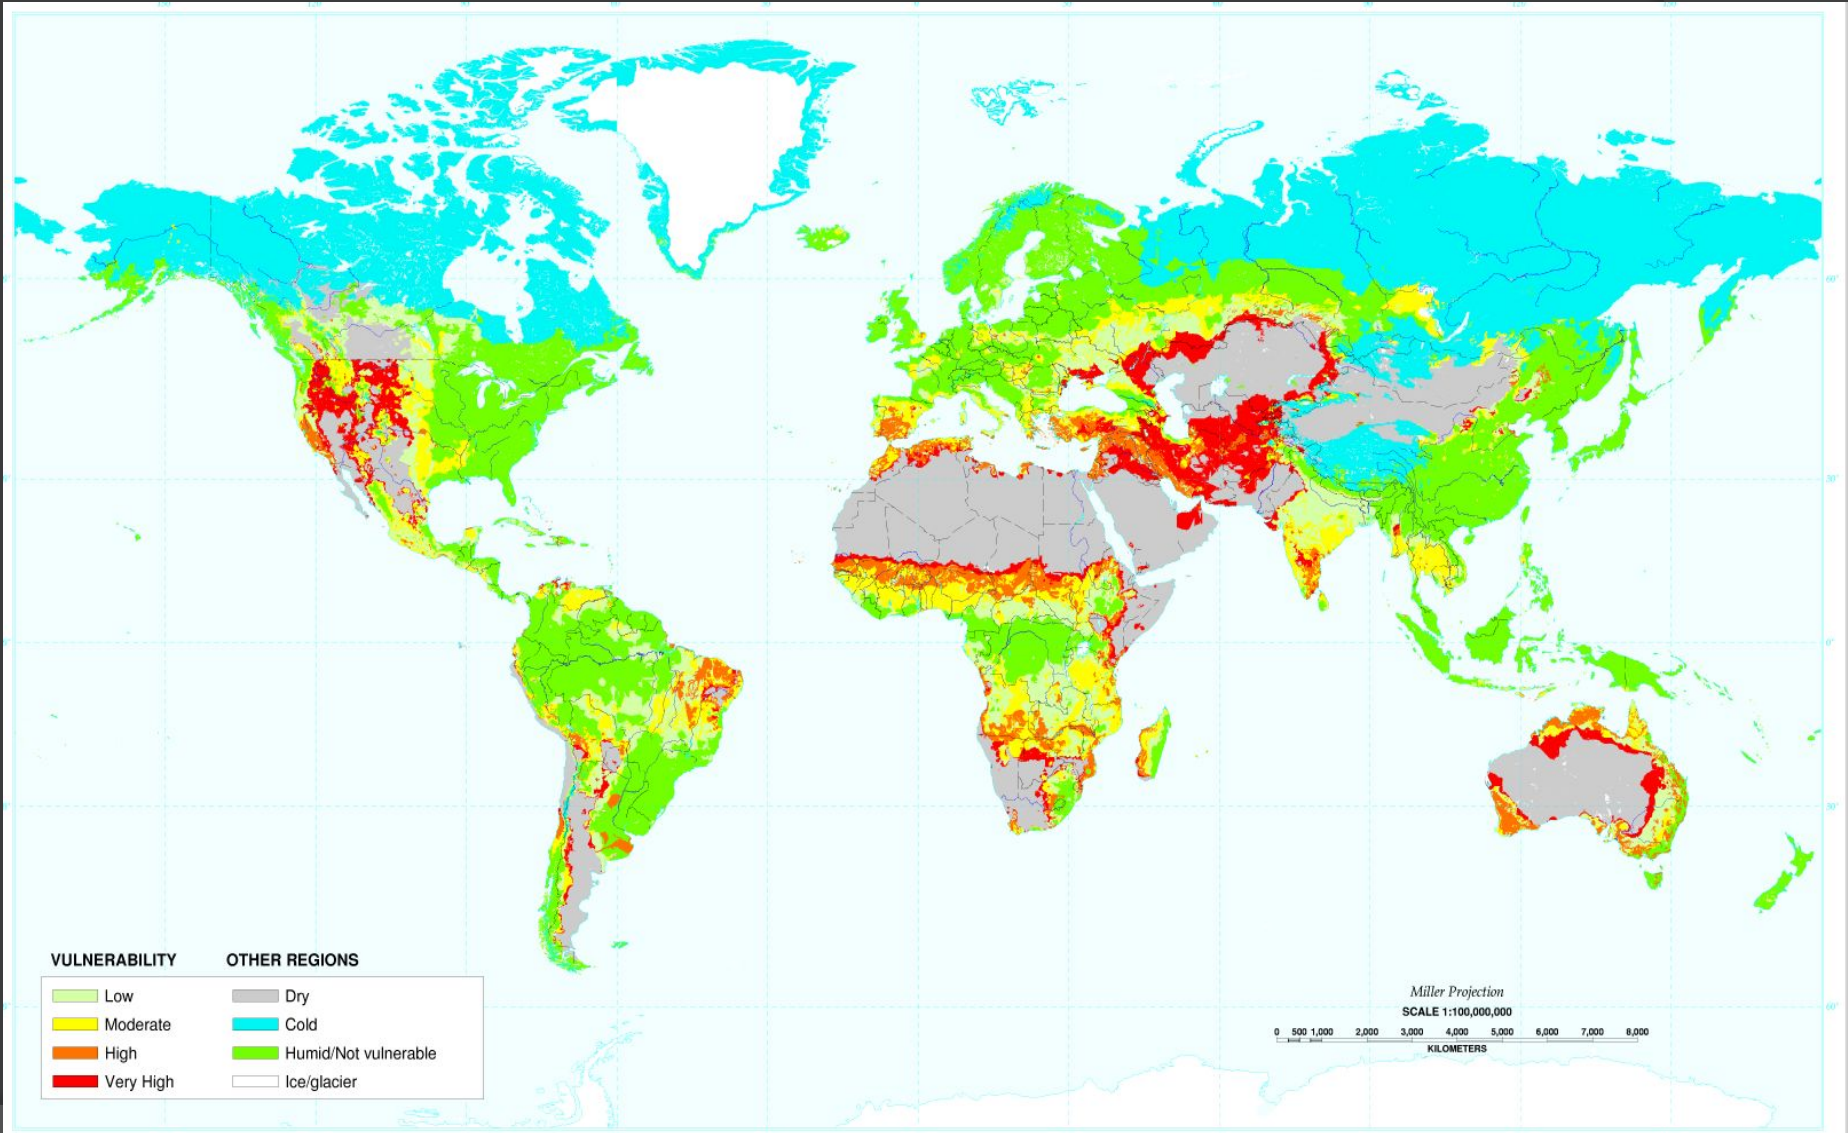 VULNERABILITY
Low
Moderate
High
Very High
OTHER REGIONS
Dry
Cold
Humid/Not vulnerable
Ice/glacier
Miller Projection
SCALE 1:100,000,000
0 500 1,000 2,000 3,000 4,000 5,000 6,000 7,000 8,000
KILOMETERS